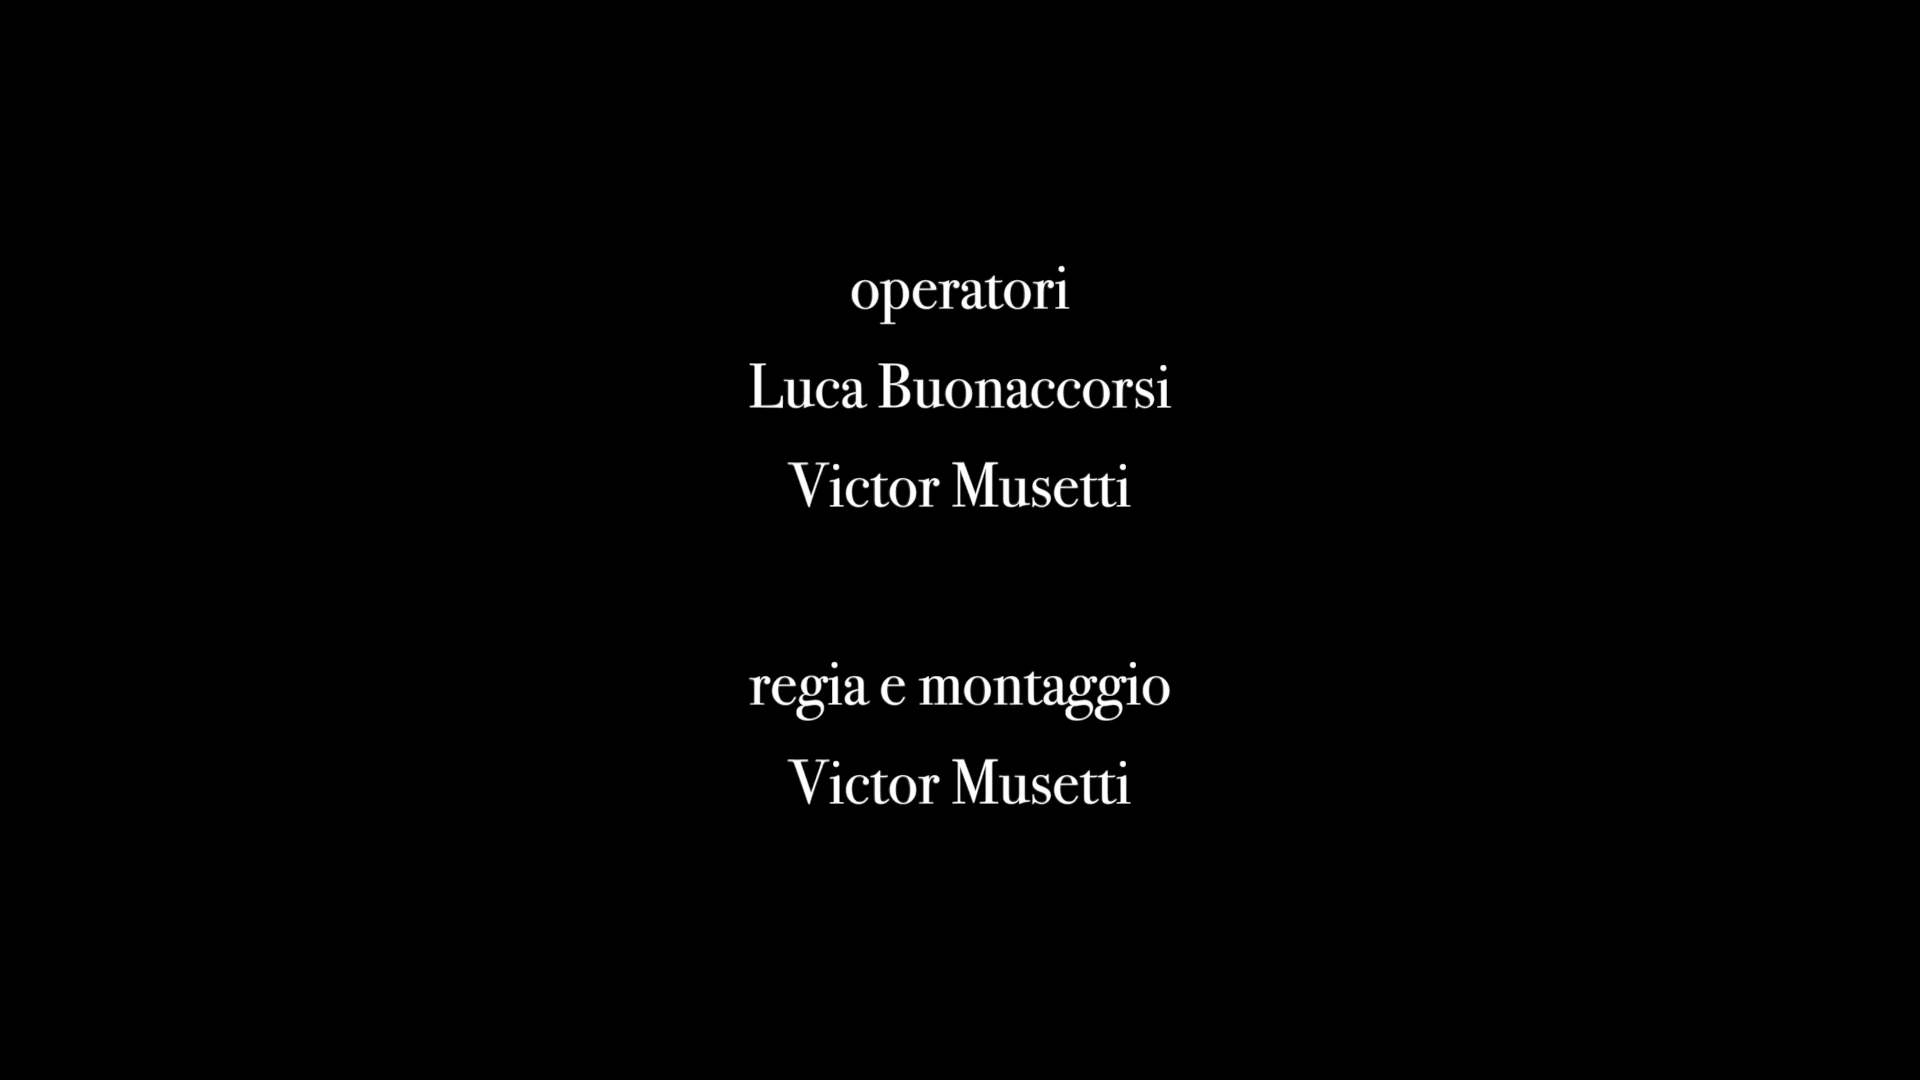 operatori
Luca Buonaccorsi
Victor Musetti
regia e montaggio
Victor Musetti